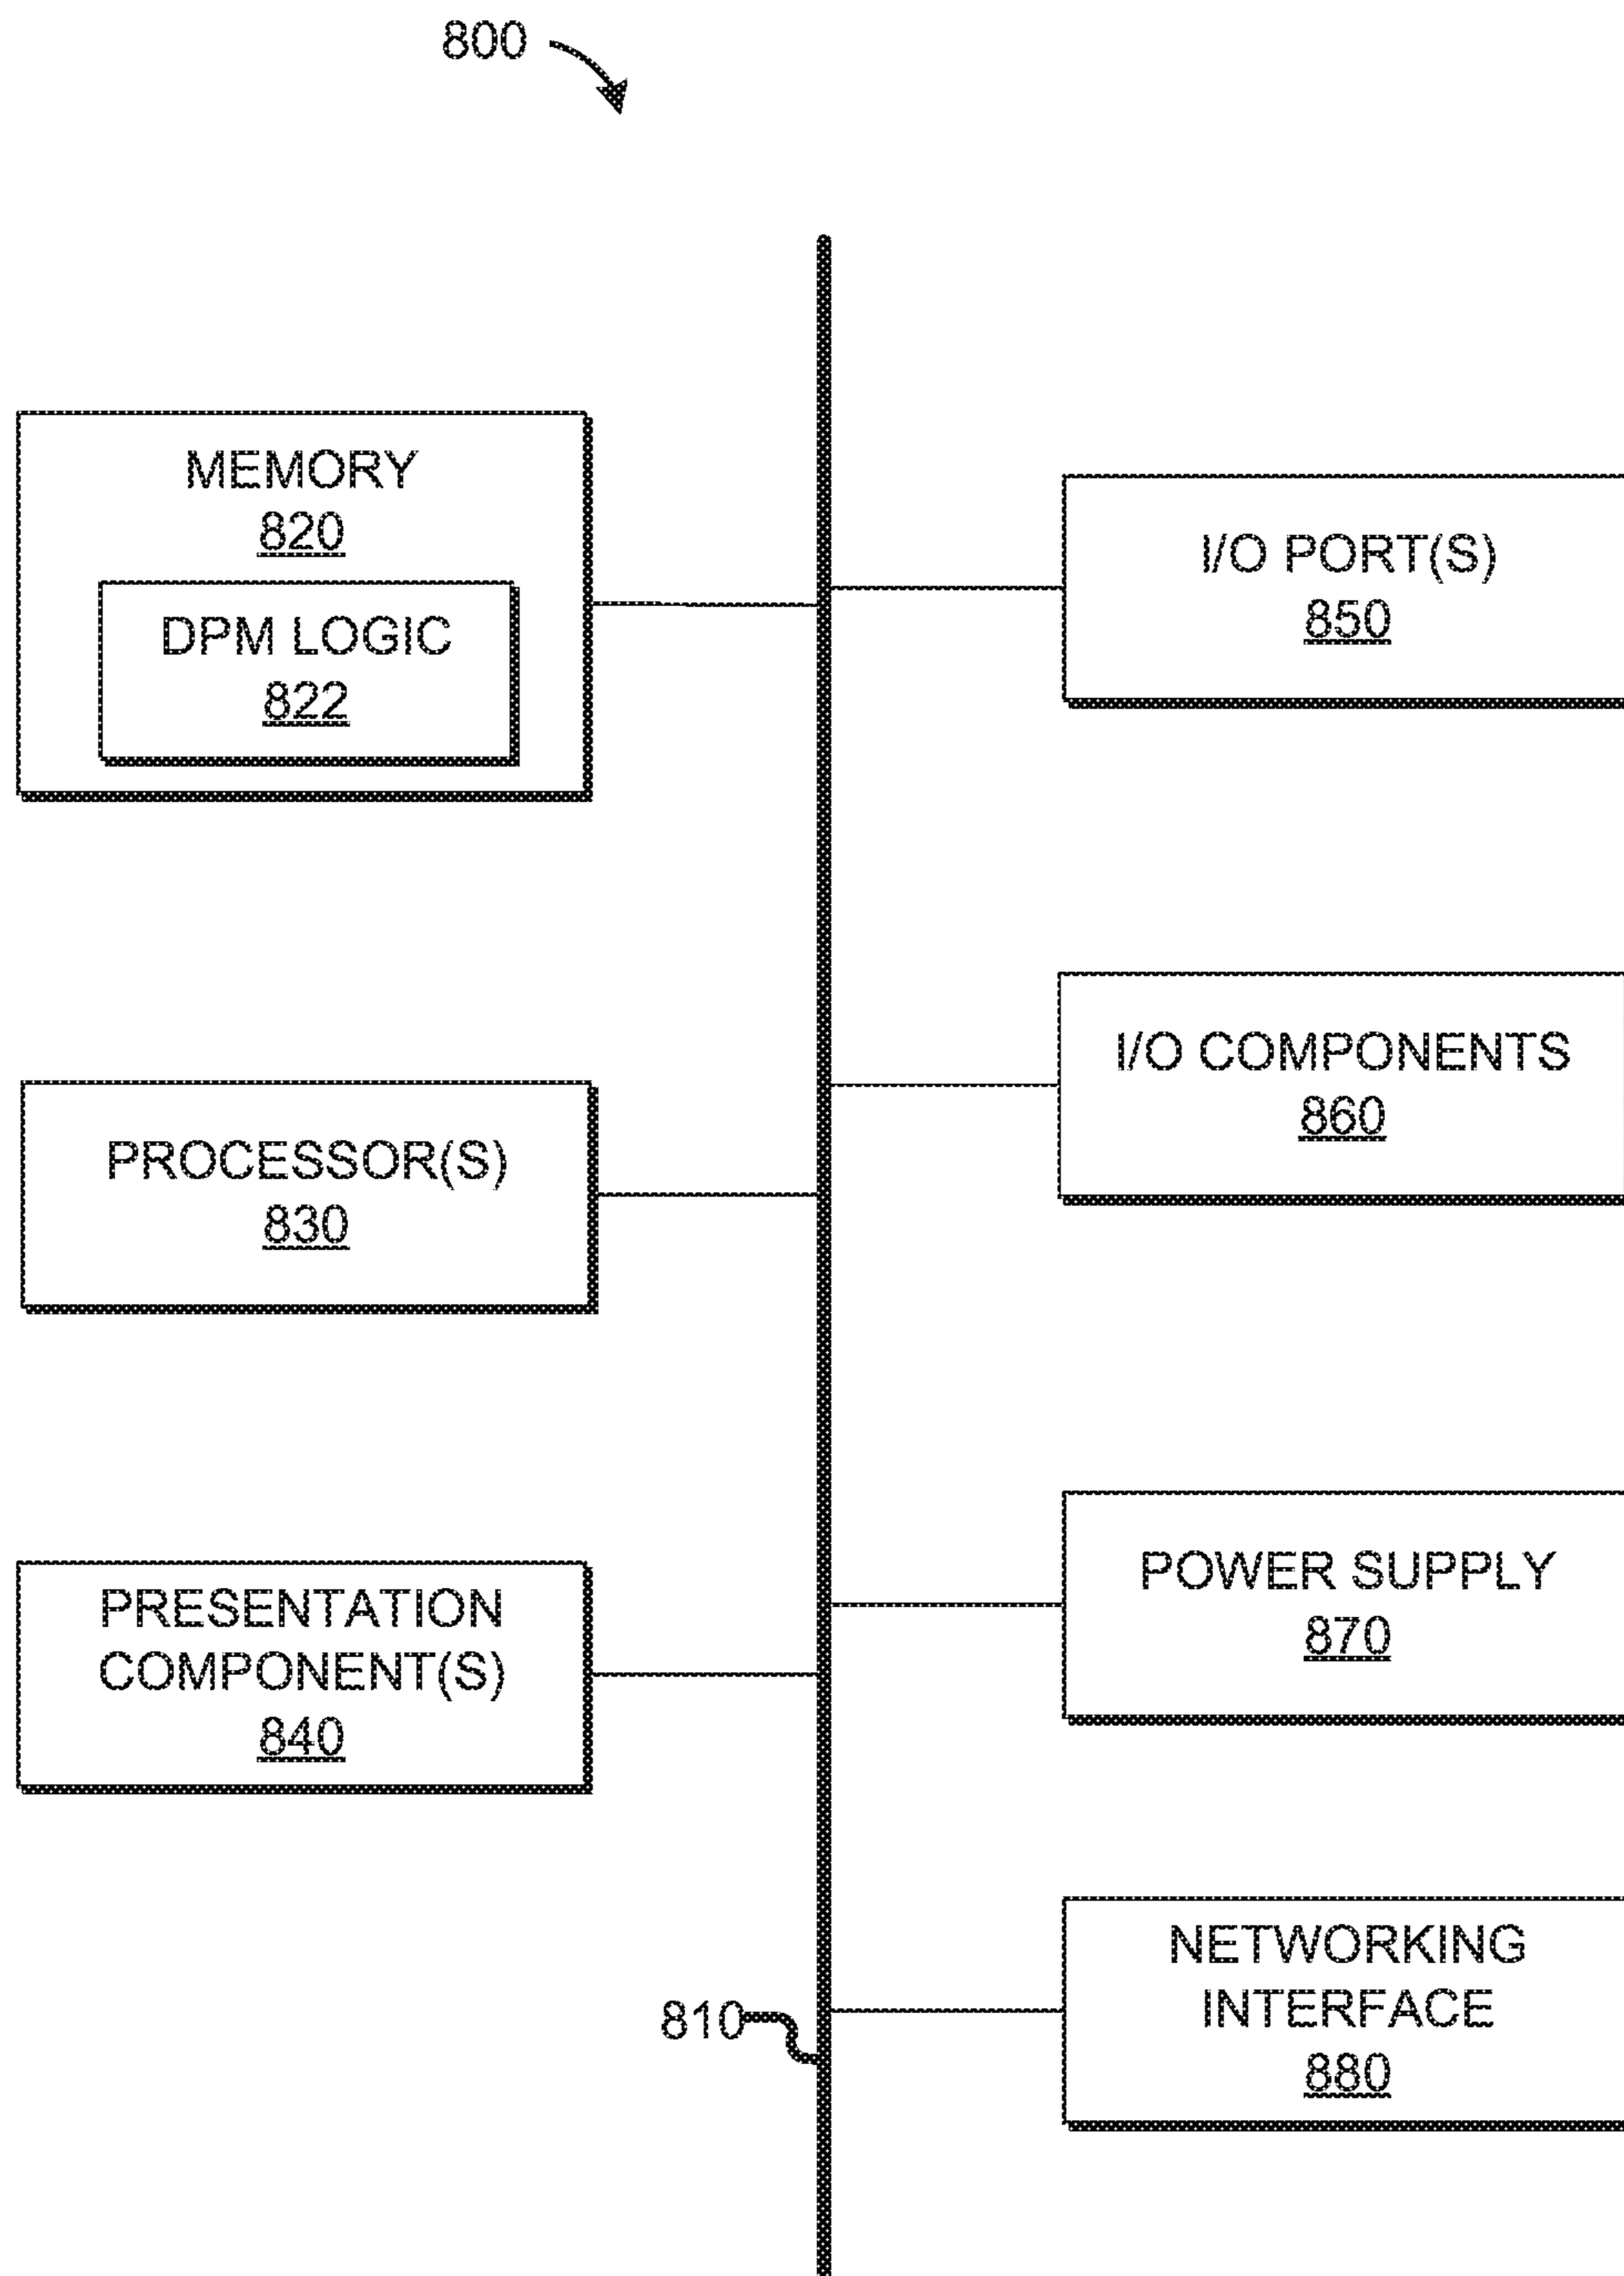 800
MEMORY
820
DPM LOGIC
822
PROCESSOR(S)
830
PRESENTATION
COMPONENT(S)
840
I/O PORT(S)
850
I/O COMPONENTS
860
POWER SUPPLY
870
NETWORKING
INTERFACE
880
810